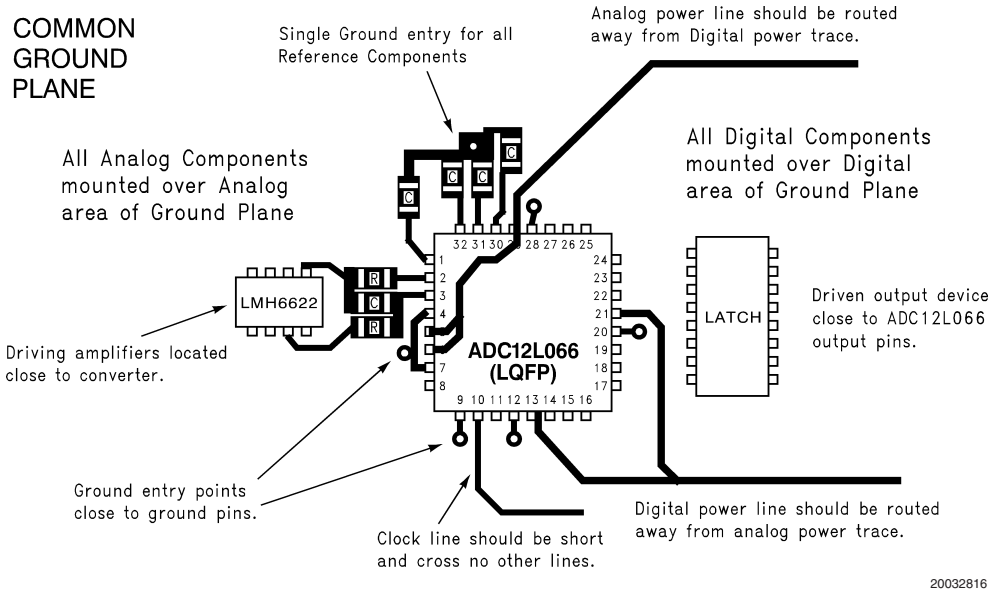 COMMON
GROUND
PLANE
Single Ground entry for all
Reference Components
Analog power line should be routed
away from Digital power trace.
All Analog Components
mounted over Analog
area of Ground Plane
All Digital Components
mounted over Digital
area of Ground Plane
C
C
C
C
32 31 30 28 27 26 25
1
2
3
4
7
8
24
23
22
21
20
19
18
17
R
C
R
LMH6622
ADC12L066
(LQFP)
9 10 11 12 13 14 15 16
LATCH
Driven output device
close to ADC12L066
output pins.
Driving amplifiers located
close to converter.
Ground entry points
close to ground pins.
Clock line should be short
and cross no other lines.
Digital power line should be routed
away from analog power trace.
20032816